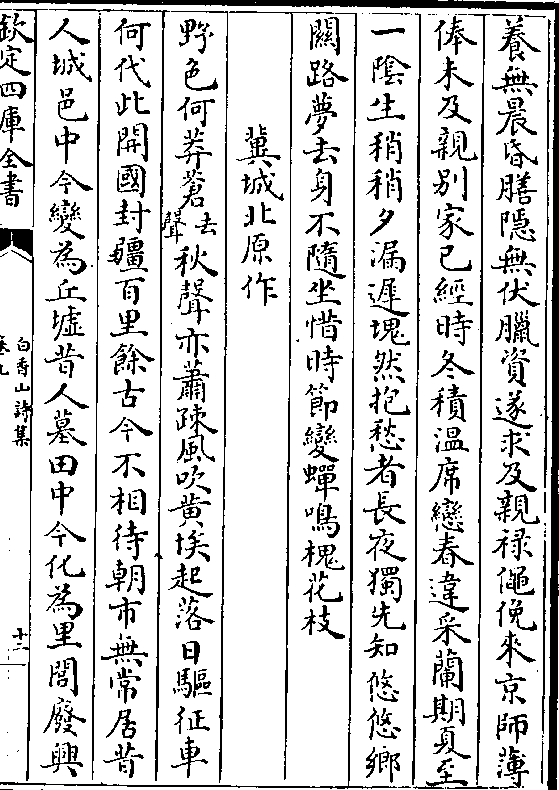 養無晨昏膳隱無伏臘資遂求及親禄僶俛來京師薄
俸未及親别家已經時冬積温席戀春違采蘭期夏至
一隂生稍稍夕漏遲塊然抱愁者長夜獨先知悠悠鄉
關路夢去身不隨坐惜時節變蟬鳴槐花枝
冀城北原作
野色何莽蒼去聲秋聲亦蕭疎風吹黄埃起落日驅征車
何代此開國封疆百里餘古今不相待朝市無常居昔
人城邑中今變為丘墟昔人墓田中今化為里閭廢興
欽定四庫全書
白香山詩集
卷九
十二